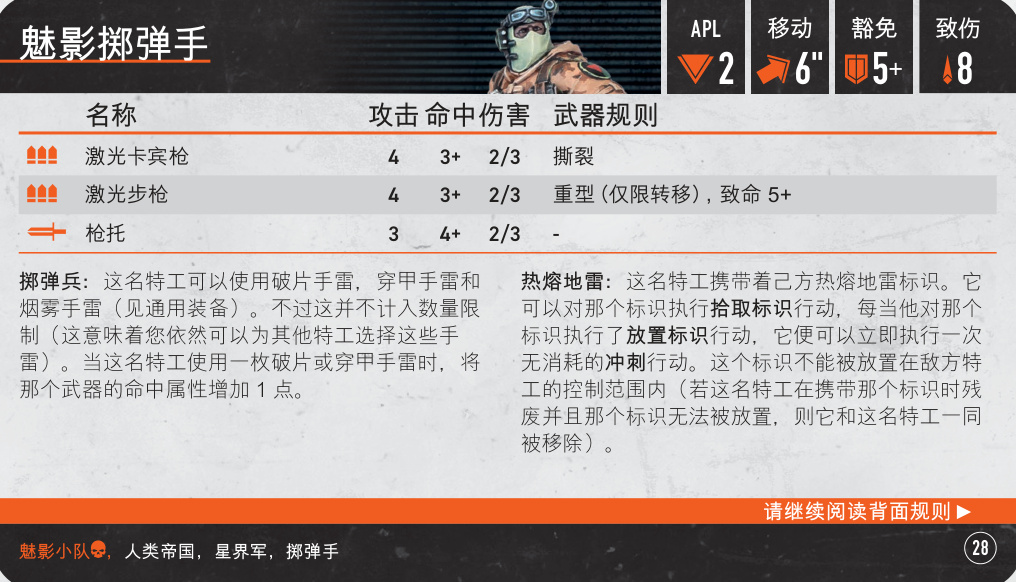 魅影掷弹手
APL 移动 豁免 致伤
2 6" 5+ 8
名称 攻击 命中 伤害 武器规则
激光卡宾枪 4 3+ 2/3 撕裂
激光步枪 4 3+ 2/3 重型（仅限转移），致命 5+
枪托 3 4+ 2/3 -
掷弹兵：这名特工可以使用破片手雷，穿甲手雷和
烟雾手雷（见通用装备）。不过这并不计入数量限
制（这意味着您依然可以为其他特工选择这些手
雷）。当这名特工使用一枚破片或穿甲手雷时，将
那个武器的命中属性增加 1 点。
热熔地雷：这名特工携带着己方热熔地雷标识。它
可以对那个标识执行拾取标识行动，每当他对那个
标识执行了放置标识行动，它便可以立即执行一次
无消耗的冲刺行动。这个标识不能被放置在敌方特
工的控制范围内（若这名特工在携带那个标识时残
废并且那个标识无法被放置，则它和这名特工一同
被移除）。
请继续阅读背面规则▶
魅影小队，人类帝国，星界军，掷弹手
28